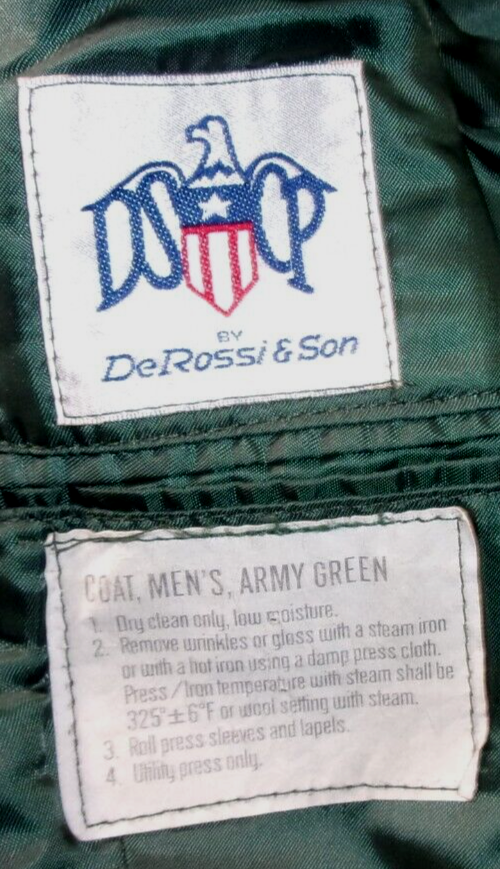 DSCP
BY
DeRossi & Son
COAT, MEN'S, ARMY GREEN
1. Dry clean only, low moisture.
2. Remove wrinkles or gloss with a steam iron
or with a hot iron using a damp press cloth.
Press/Iron temperature with steam shall be
325°±6°F or wool setting with steam.
3. Roll press sleeves and lapels.
4. Utility press only.